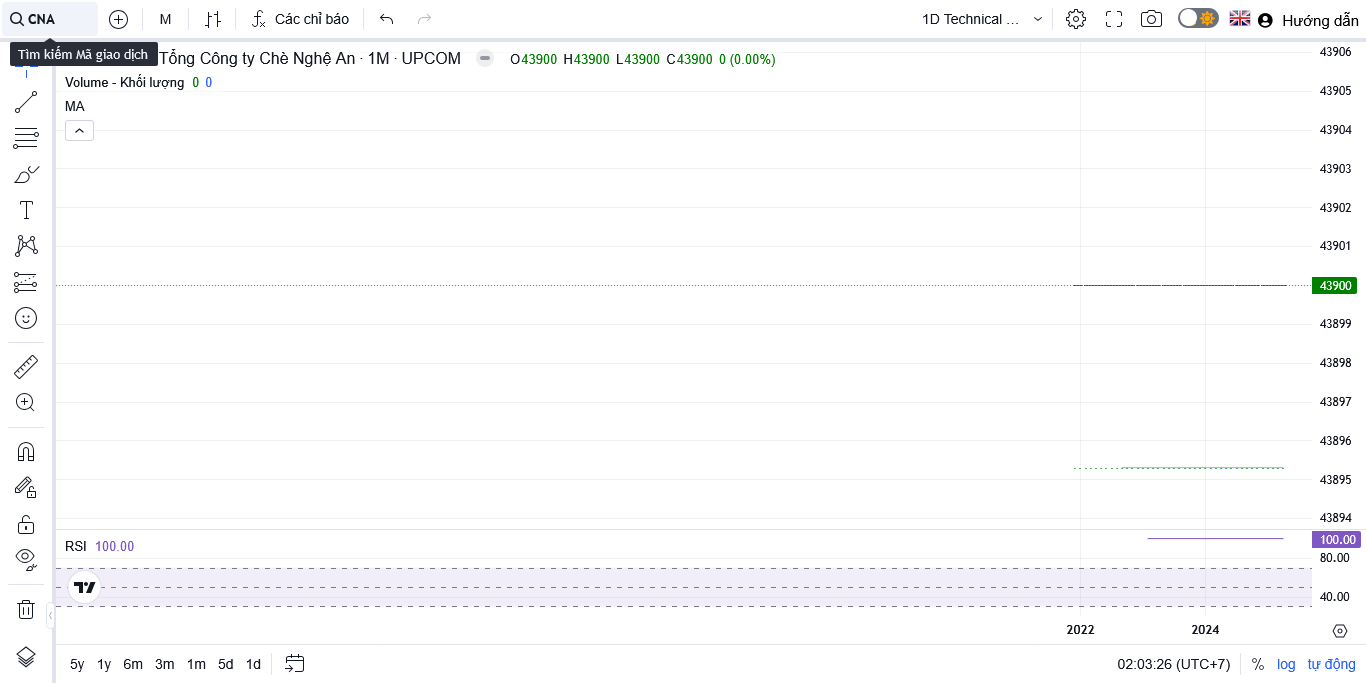 CNA M Các chỉ báo 1D Technical ... Hướng dẫn
Tìm kiếm Mã giao dịch
Tổng Công ty Chè Nghệ An · 1M · UPCOM O43900 H43900 L43900 C43900 0 (0.00%)
Volume - Khối lượng 0 0
MA
43906
43905
43904
43903
43902
43901
43900
43899
43898
43897
43896
43895
43894
RSI 100.00
100.00
80.00
40.00
2022 2024
5y 1y 6m 3m 1m 5d 1d 02:03:26 (UTC+7) % log tự động